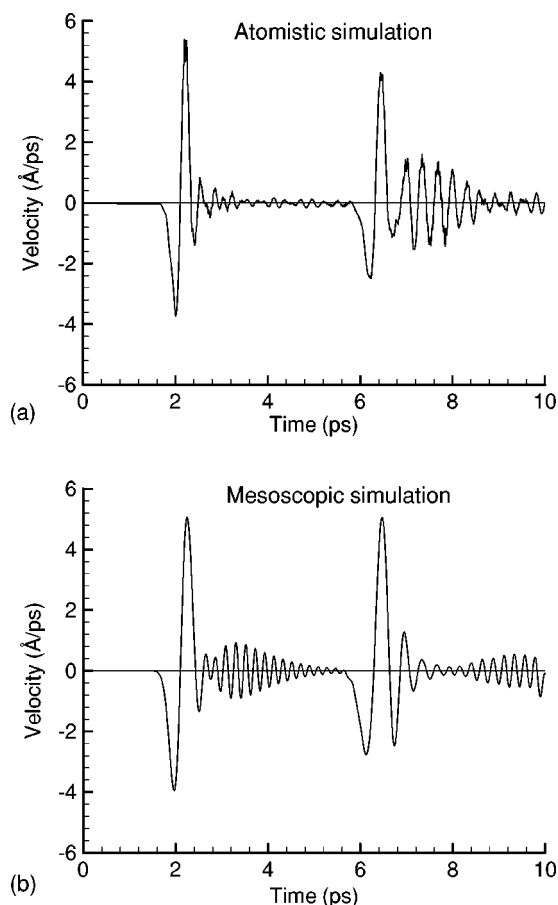 Atomistic simulation
6
4
2
0
-2
-4
-6
Velocity (Å/ps)
0 2 4 6 8 10
Time (ps)
(a)
Mesoscopic simulation
6
4
2
0
-2
-4
-6
Velocity (Å/ps)
0 2 4 6 8 10
Time (ps)
(b)